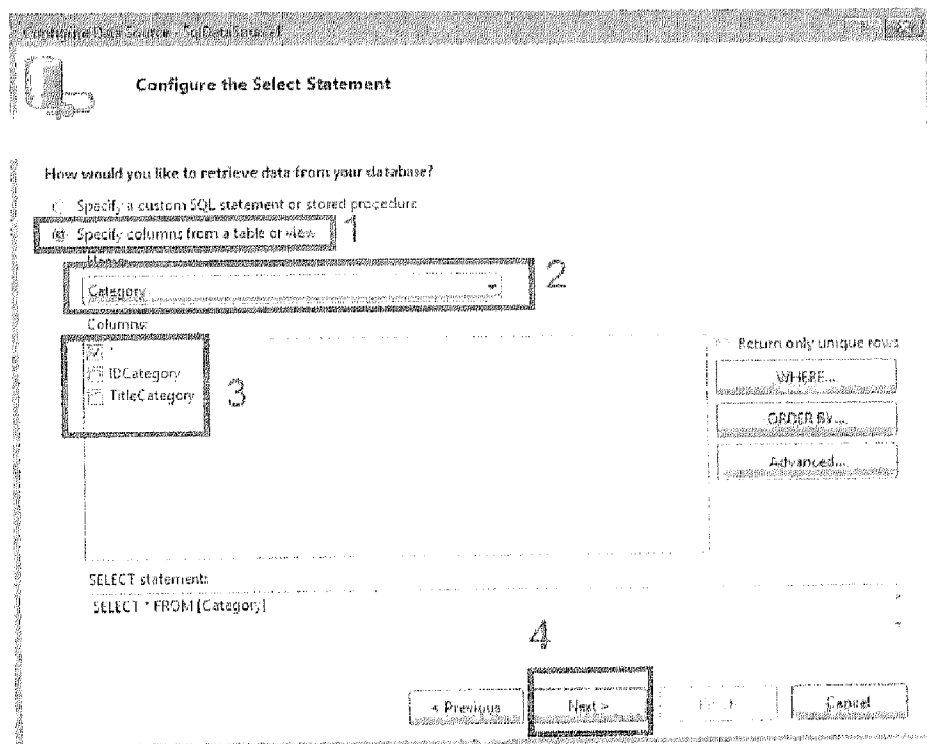 Configure Data Source - SqlDataSource1
Configure the Select Statement
How would you like to retrieve data from your database?
Specify a custom SQL statement or stored procedure
Specify columns from a table or view
1
Name:
Category
2
Columns:
*
IDCategory
TitleCategory
3
Return only unique rows
WHERE...
ORDER BY...
Advanced...
SELECT statement:
SELECT * FROM [Category]
4
< Previous
Next >
Finish
Cancel